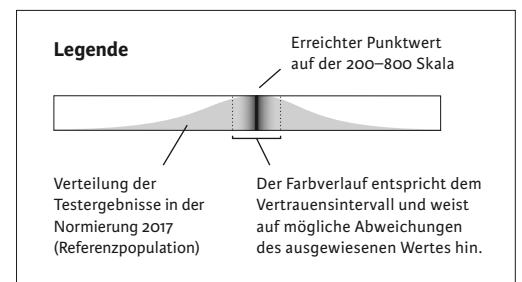 Legende
Erreichter Punktwert
auf der 200–800 Skala
Verteilung der
Testergebnisse in der
Normierung 2017
(Referenzpopulation)
Der Farbverlauf entspricht dem
Vertrauensintervall und weist
auf mögliche Abweichungen
des ausgewiesenen Wertes hin.